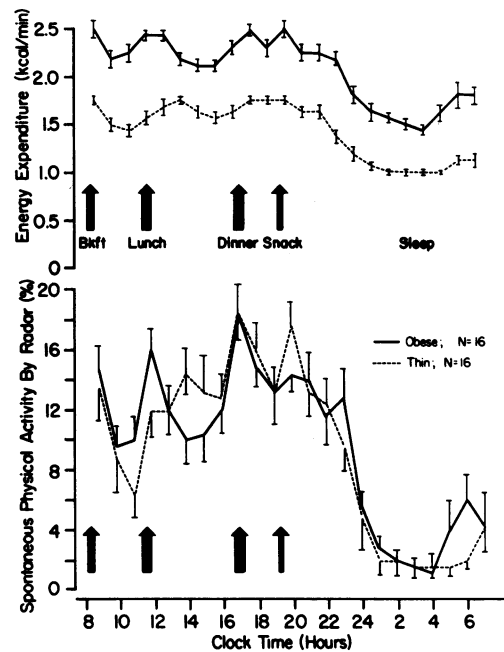 Energy Expenditure (kcal/min)
2.5
2.0
1.5
1.0
0.5
0
Bkft Lunch Dinner Snack Sleep
Spontaneous Physical Activity By Radar (%)
20
16
12
8
4
0
Obese; N=16
Thin; N=16
8 10 12 14 16 18 20 22 24 2 4 6
Clock Time (Hours)